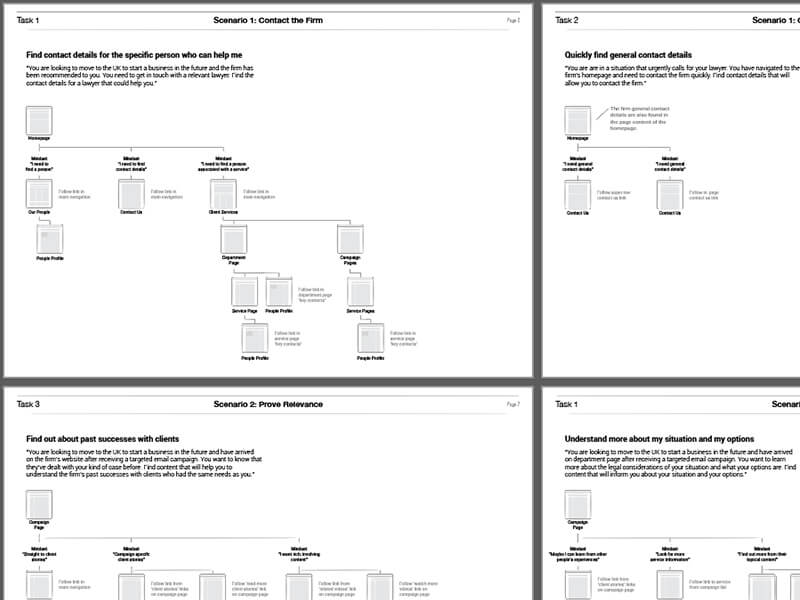 Task 1
Scenario 1: Contact the Firm
Page 2
Find contact details for the specific person who can help me
"You are looking to move to the UK to start a business in the future and the firm has
been recommended to you. You need to get in touch with a relevant lawyer. Find the
contact details for a lawyer that could help you."
Homepage
Mindset
"I need to
find a people"
Mindset
"I need to find
contact details"
Mindset
"I need to find a people
associated with a service"
Follow link in
main navigation
Follow link in
main navigation
Follow link in
main navigation
Our People
Contact Us
Client Services
People Profile
Department
Page
Campaign
Pages
Follow link in
department page
"key contacts"
Service Page
People Profile
Service Pages
Follow link in
service page
"key contacts"
Follow link in
service page
"key contacts"
People Profile
People Profile
Task 2
Scenario 1: C
Quickly find general contact details
"You are are in a situation that urgently calls for your lawyer. You have navigated to the
firm's homepage and need to contact the firm quickly. Find contact details that will
allow you to contact the firm."
The firm general contact
details are also found in
the page content of the
homepage.
Homepage
Mindset
"I need general
contact details"
Mindset
"I need general
contact details"
Follow
contact us link
Follow in page
contact us link
Contact Us
Contact Us
Task 3
Scenario 2: Prove Relevance
Page 7
Find out about past successes with clients
"You are looking to move to the UK to start a business in the future and have arrived
on the firm's website after receiving a targeted email campaign. You want to know that
they've dealt with your kind of case before. Find content that will help you to
understand the firm's past successes with clients who had the same needs as you."
Campaign
Page
Mindset
"Straight to client
stories"
Mindset
"Campaign specific
client stories"
Mindset
"I want rich, involving
content"
Follow link in
main navigation
Follow link from
'client stories' links
on campaign page
Follow 'read more
client stories' link
on campaign page
Follow link from
'related videos' link
on campaign page
Follow 'watch more
videos' link on
campaign page
Task 1
Scenari
Understand more about my situation and my options
"You are looking to move to the UK to start a business in the future and have arrived
on department page after receiving a targeted email campaign. You want to learn
more about the legal considerations of your situation and what your options are. Find
content that will inform you about your situation and your options."
Campaign
Page
Mindset
"Maybe I can learn from other
people's experiences"
Mindset
"Look for more
service information"
Mindset
"Find out more from their
topical content"
Follow link from
'client stories' links
on campaign page
Follow link to service
from campaign list